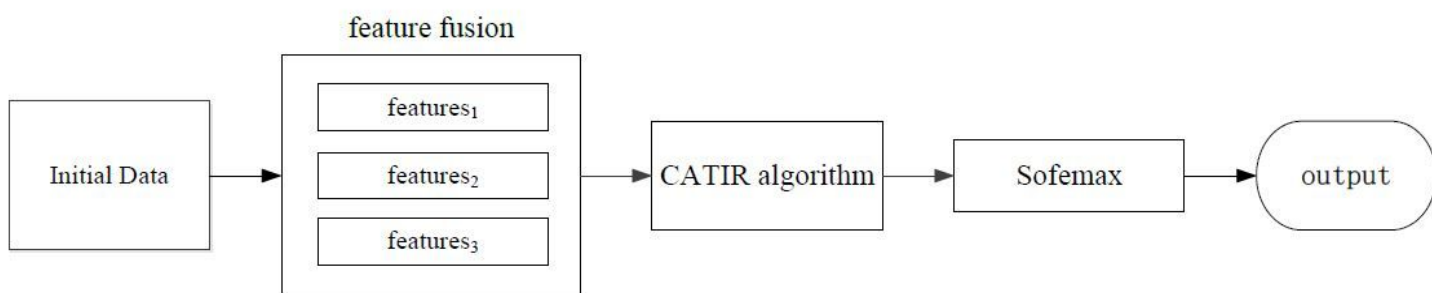 feature fusion
Initial Data
features₁
features₂
features₃
CATIR algorithm
Sofemax
output